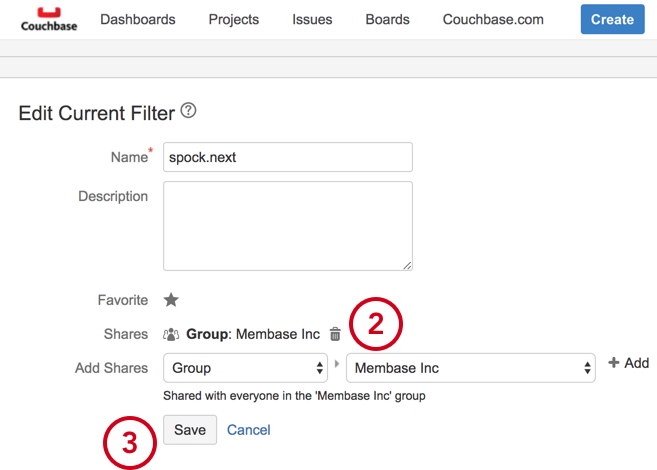 Couchbase Dashboards Projects Issues Boards Couchbase.com Create
Edit Current Filter ?
Name* spock.next
Description
Favorite
Shares Group: Membase Inc 2
Add Shares Group Membase Inc + Add
Shared with everyone in the 'Membase Inc' group
3 Save Cancel